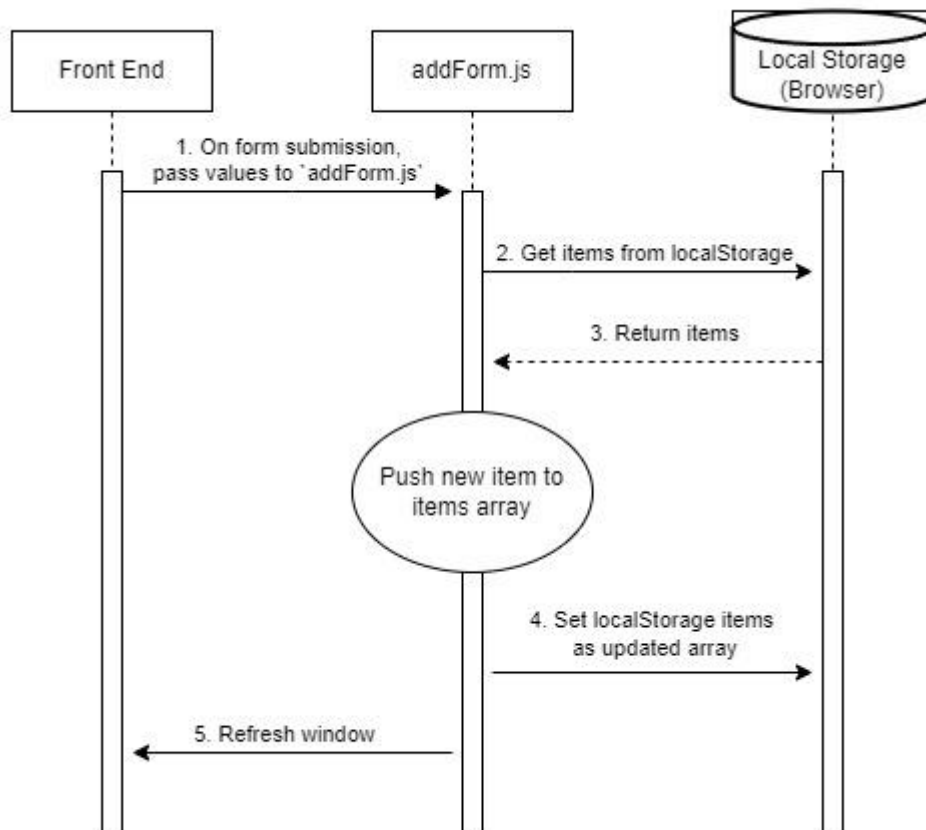 Front End
addForm.js
Local Storage
(Browser)
1. On form submission,
pass values to `addForm.js`
2. Get items from localStorage
3. Return items
Push new item to
items array
4. Set localStorage items
as updated array
5. Refresh window